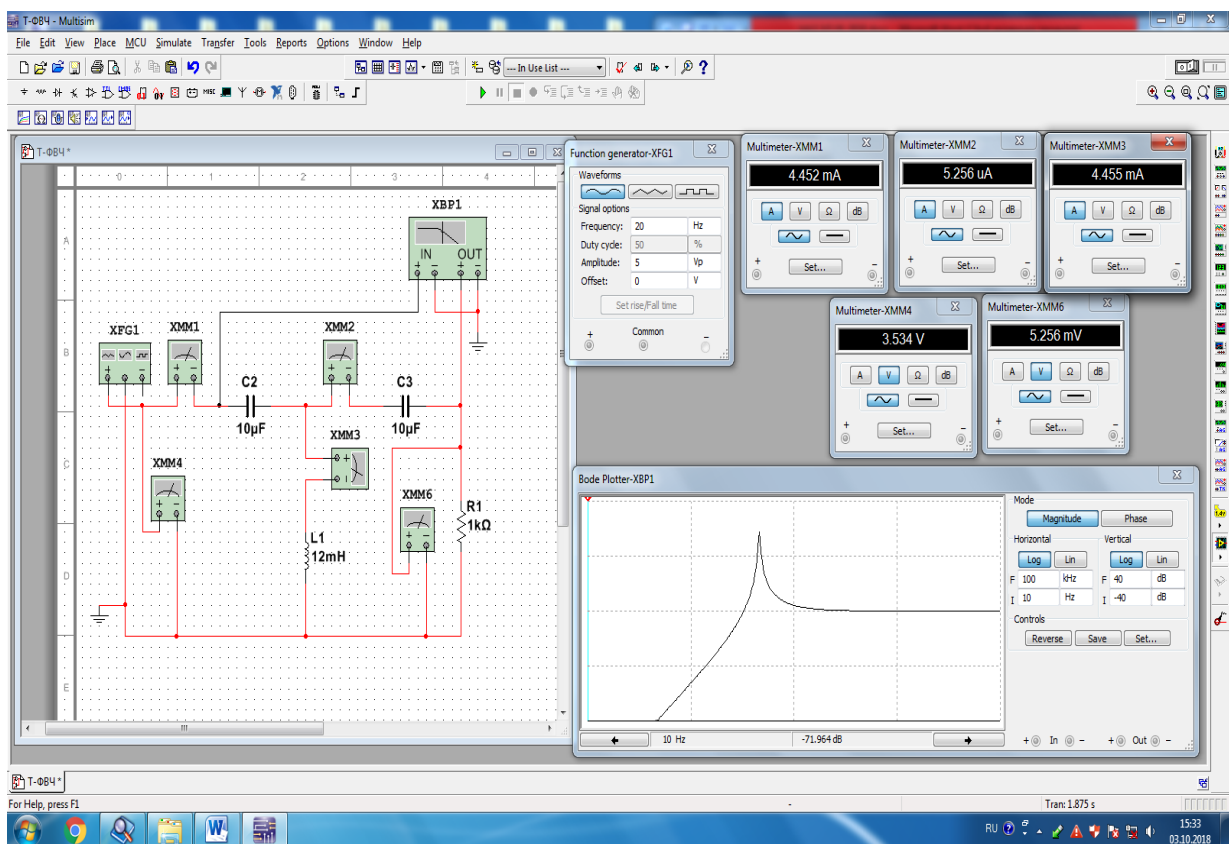 Т-ФВЧ - Multisim
File Edit View Place MCU Simulate Transfer Tools Reports Options Window Help
--- In Use List ---
MISC
Т-ФВЧ *
0 1 2 3 4
A
B
C
D
E
XBP1
IN OUT
XFG1
XMM1
XMM2
C2
10µF
C3
10µF
XMM3
XMM4
XMM6
R1
1kΩ
L1
12mH
Function generator-XFG1
Waveforms
Signal options
Frequency: 20 Hz
Duty cycle: 50 %
Amplitude: 5 Vp
Offset: 0 V
Set rise/Fall time
+ Common -
Multimeter-XMM1
4.452 mA
A V Ω dB
+ Set... -
Multimeter-XMM2
5.256 uA
A V Ω dB
+ Set... -
Multimeter-XMM3
4.455 mA
A V Ω dB
+ Set... -
Multimeter-XMM4
3.534 V
A V Ω dB
+ Set... -
Multimeter-XMM6
5.256 mV
A V Ω dB
+ Set... -
Bode Plotter-XBP1
Mode
Magnitude Phase
Horizontal Vertical
Log Lin Log Lin
F 100 kHz F 40 dB
I 10 Hz I -40 dB
Controls
Reverse Save Set...
10 Hz -71.964 dB
+ In - + Out -
Т-ФВЧ *
For Help, press F1
- Tran: 1.875 s
RU
15:33
03.10.2018